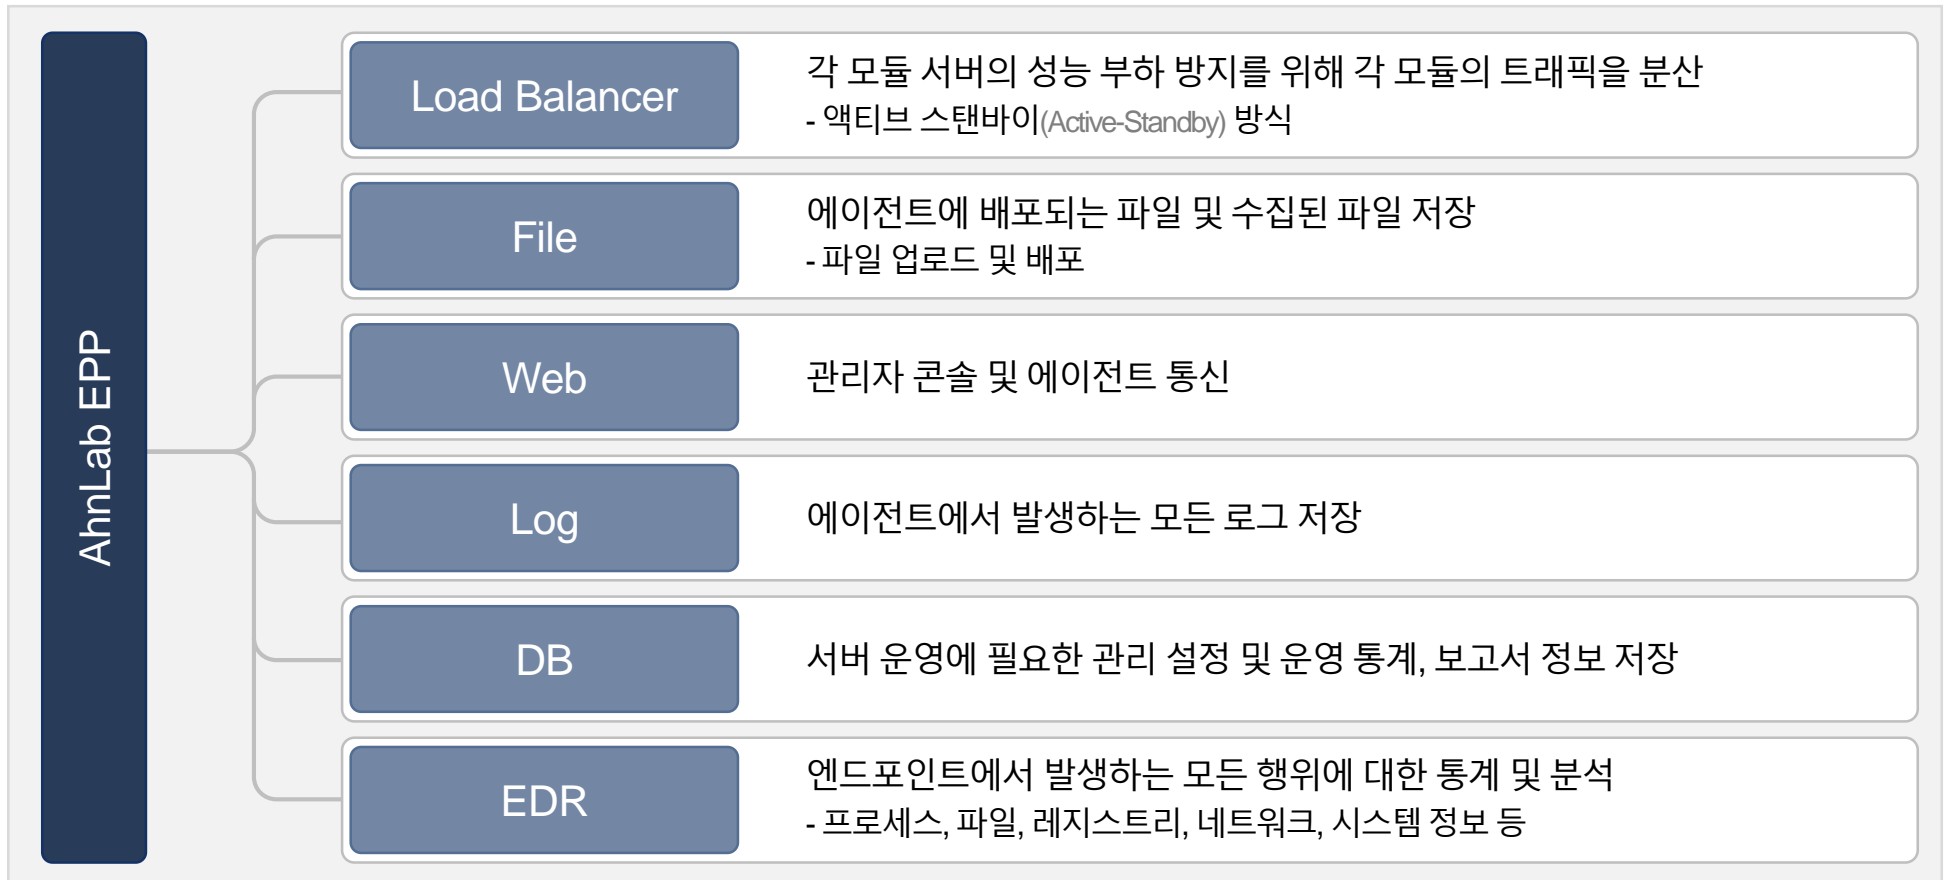 AhnLab EPP
Load Balancer
각 모듈 서버의 성능 부하 방지를 위해 각 모듈의 트래픽을 분산
- 액티브 스탠바이(Active-Standby) 방식
File
에이전트에 배포되는 파일 및 수집된 파일 저장
- 파일 업로드 및 배포
Web
관리자 콘솔 및 에이전트 통신
Log
에이전트에서 발생하는 모든 로그 저장
DB
서버 운영에 필요한 관리 설정 및 운영 통계, 보고서 정보 저장
EDR
엔드포인트에서 발생하는 모든 행위에 대한 통계 및 분석
- 프로세스, 파일, 레지스트리, 네트워크, 시스템 정보 등